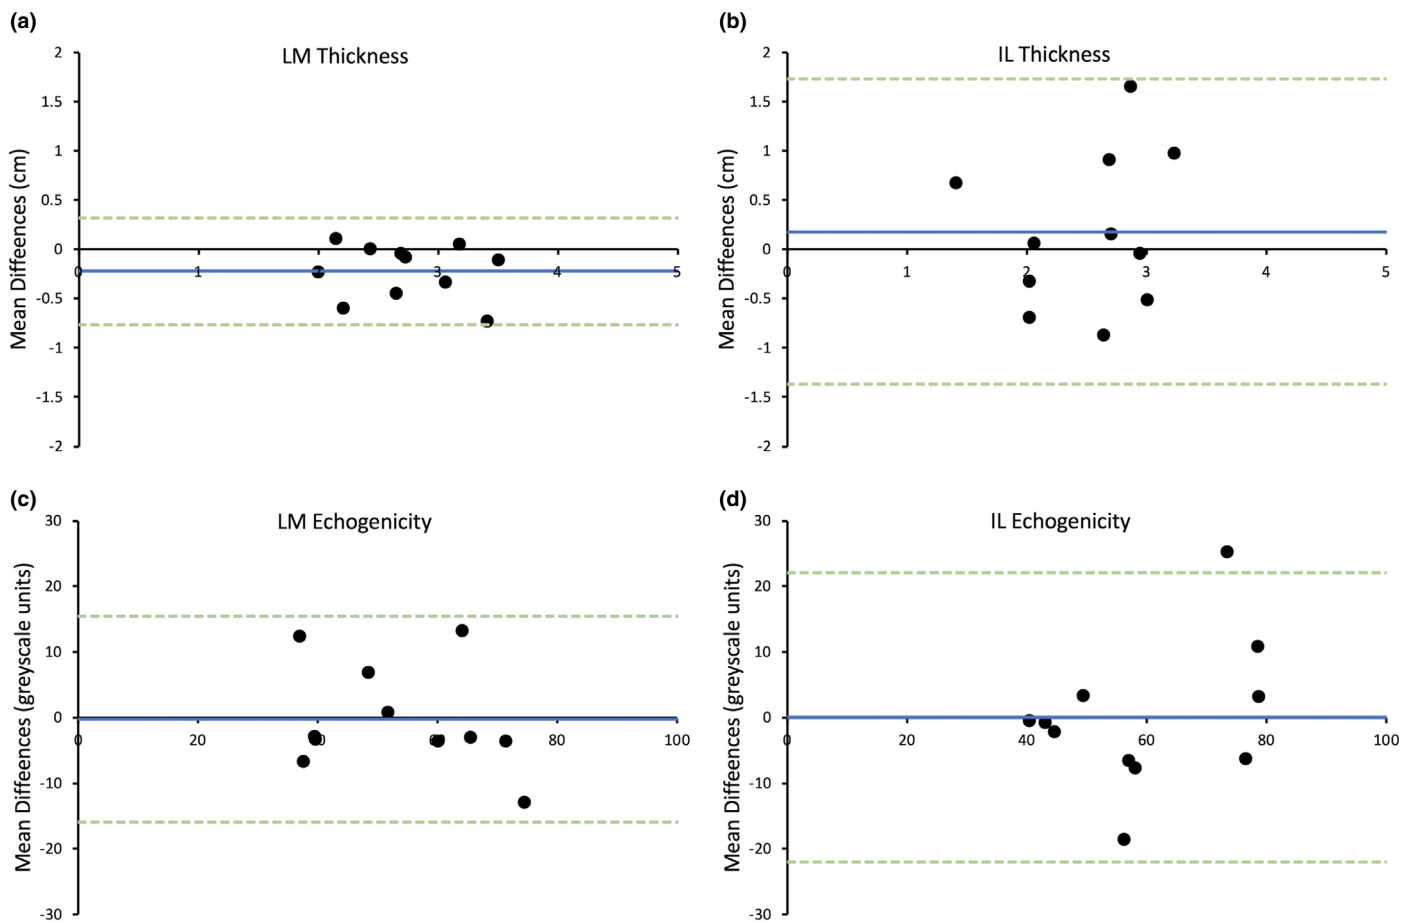 (a)
LM Thickness
Mean Diffeences (cm)
2
1.5
1
0.5
0
-0.5
-1
-1.5
-2
0 1 2 3 4 5
(b)
IL Thickness
Mean Diffeences (cm)
2
1.5
1
0.5
0
-0.5
-1
-1.5
-2
0 1 2 3 4 5
(c)
LM Echogenicity
Mean Diffeences (greyscale units)
30
20
10
0
-10
-20
-30
0 20 40 60 80 100
(d)
IL Echogenicity
Mean Diffeences (greyscale units)
30
20
10
0
-10
-20
-30
0 20 40 60 80 100